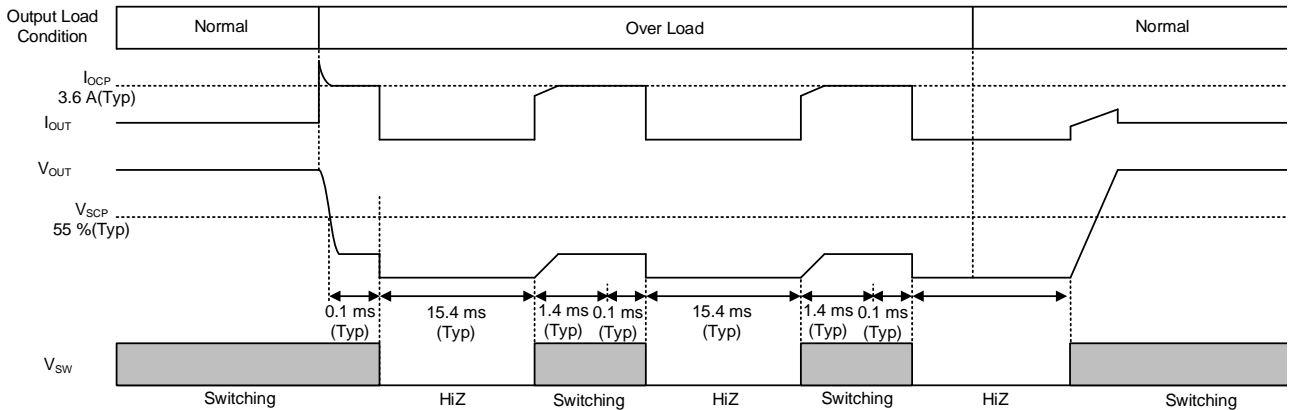 Output Load
Condition
Normal
Over Load
Normal
IOCP
3.6 A(Typ)
IOUT
VOUT
VSCP
55 %(Typ)
0.1 ms
(Typ)
15.4 ms
(Typ)
1.4 ms
(Typ)
0.1 ms
(Typ)
15.4 ms
(Typ)
1.4 ms
(Typ)
0.1 ms
(Typ)
VSW
Switching
HiZ
Switching
HiZ
Switching
HiZ
Switching